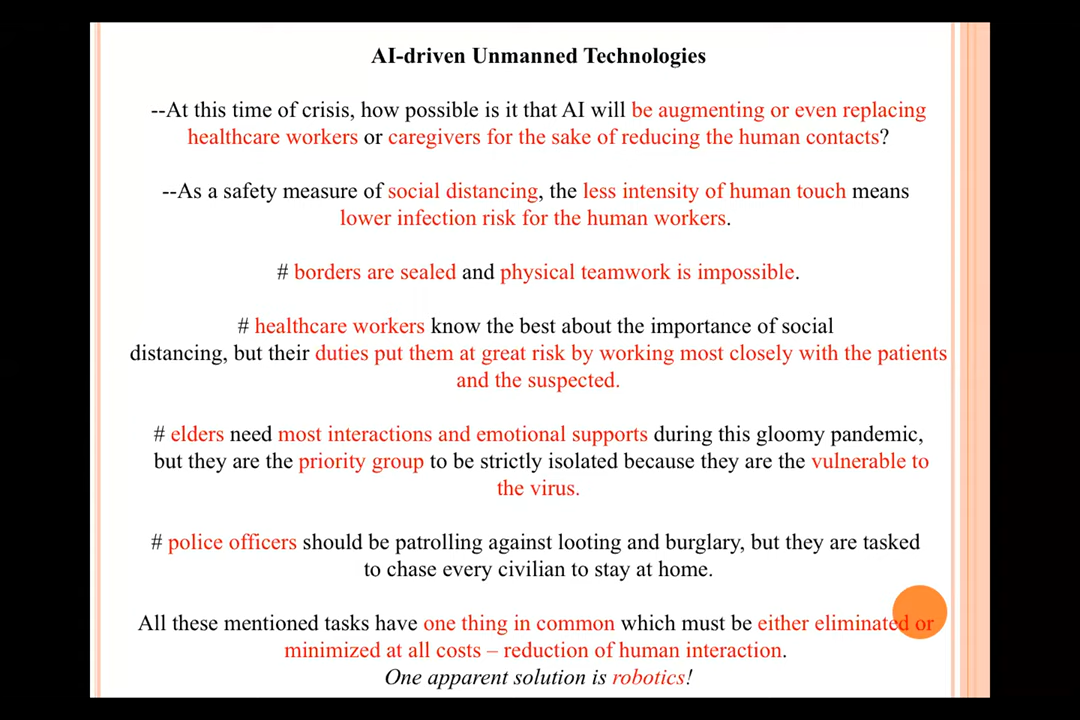 AI-driven Unmanned Technologies
--At this time of crisis, how possible is it that AI will be augmenting or even replacing
healthcare workers or caregivers for the sake of reducing the human contacts?
--As a safety measure of social distancing, the less intensity of human touch means
lower infection risk for the human workers.
# borders are sealed and physical teamwork is impossible.
# healthcare workers know the best about the importance of social
distancing, but their duties put them at great risk by working most closely with the patients
and the suspected.
# elders need most interactions and emotional supports during this gloomy pandemic,
but they are the priority group to be strictly isolated because they are the vulnerable to
the virus.
# police officers should be patrolling against looting and burglary, but they are tasked
to chase every civilian to stay at home.
All these mentioned tasks have one thing in common which must be either eliminated or
minimized at all costs – reduction of human interaction.
One apparent solution is robotics!